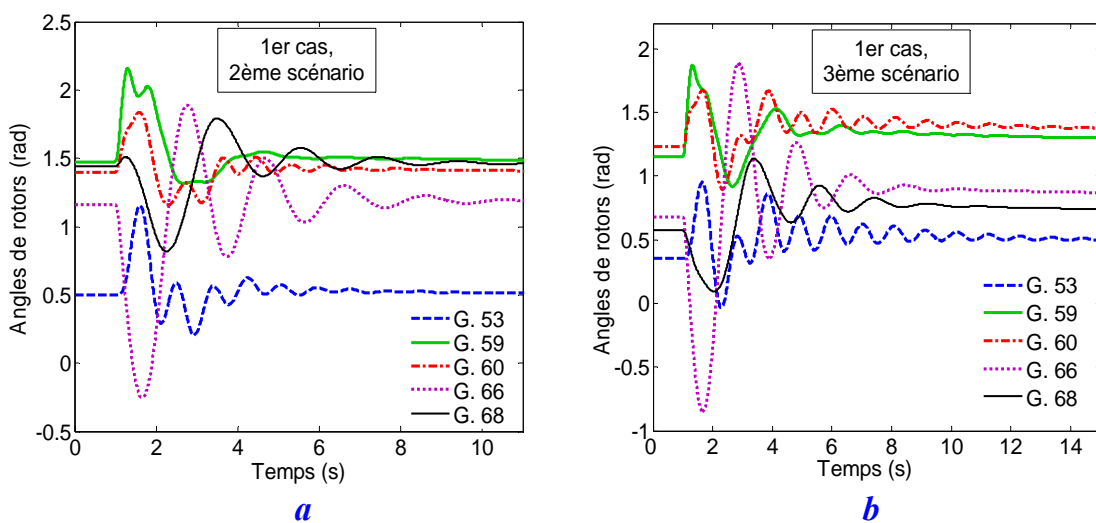 1er cas,
2ème scénario
Angles de rotors (rad)
2.5
2
1.5
1
0.5
0
-0.5
G. 53
G. 59
G. 60
G. 66
G. 68
0 2 4 6 8 10
Temps (s)
a
1er cas,
3ème scénario
Angles de rotors (rad)
2
1.5
1
0.5
0
-0.5
-1
G. 53
G. 59
G. 60
G. 66
G. 68
0 2 4 6 8 10 12 14
Temps (s)
b